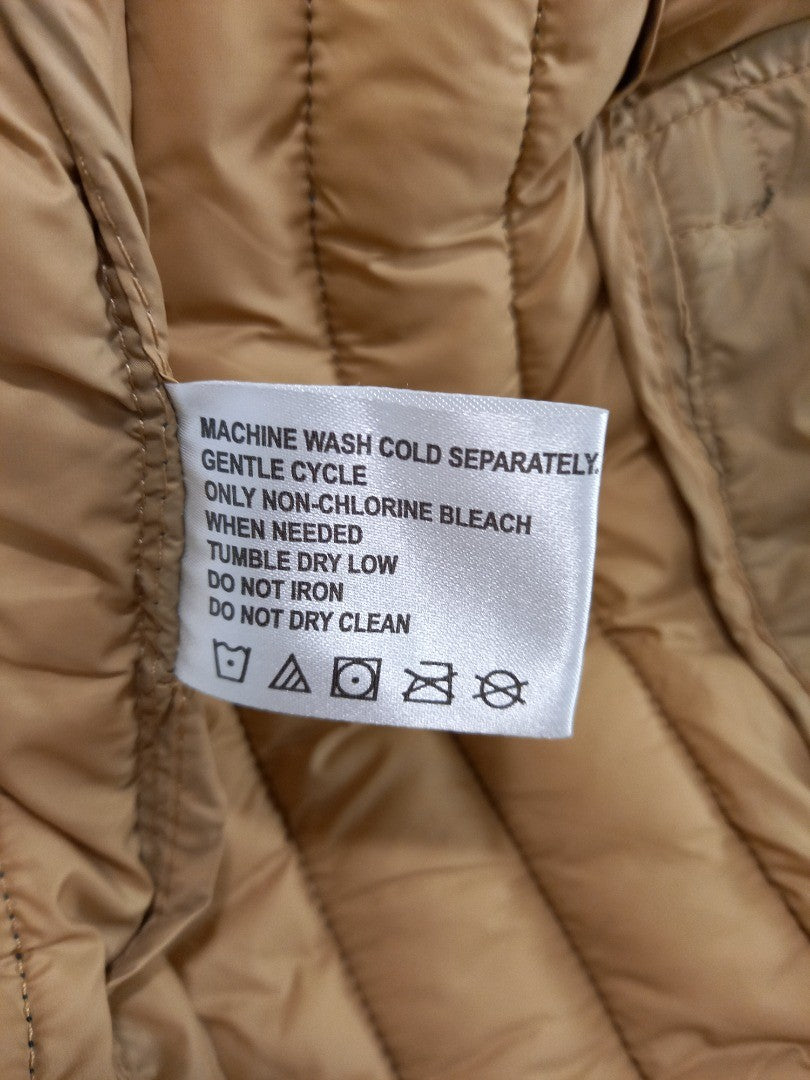 MACHINE WASH COLD SEPARATELY.
GENTLE CYCLE
ONLY NON-CHLORINE BLEACH
WHEN NEEDED
TUMBLE DRY LOW
DO NOT IRON
DO NOT DRY CLEAN